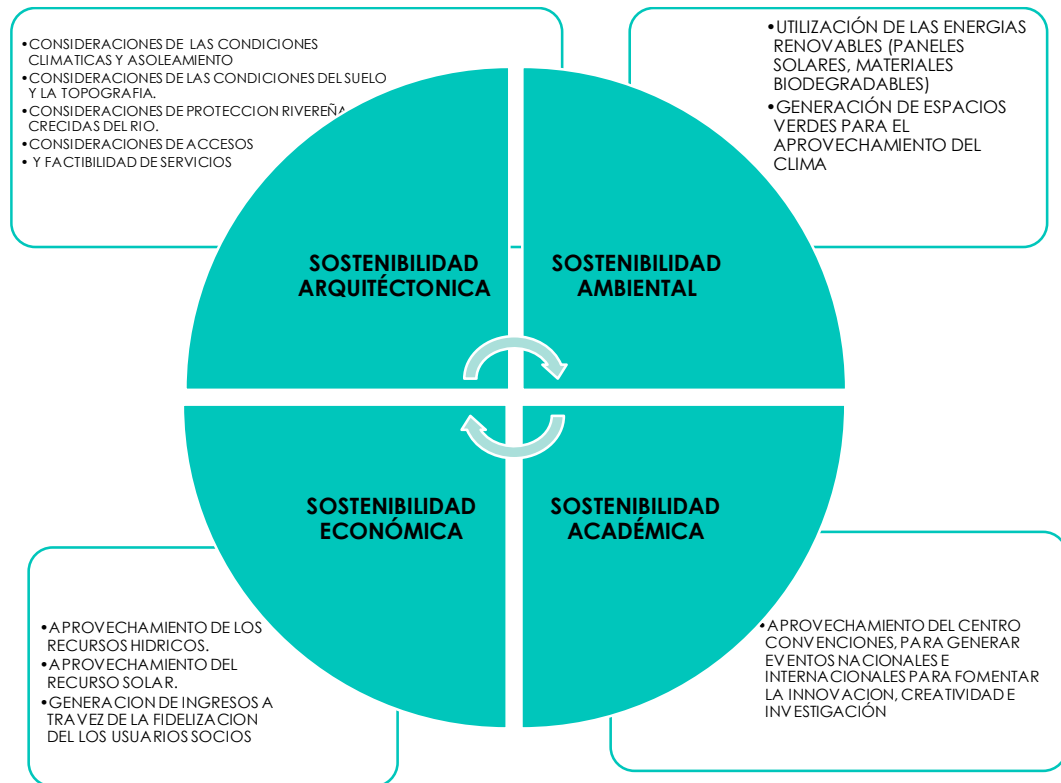 •CONSIDERACIONES DE LAS CONDICIONES
CLIMATICAS Y ASOLEAMIENTO
•CONSIDERACIONES DE LAS CONDICIONES DEL SUELO
Y LA TOPOGRAFIA.
•CONSIDERACIONES DE PROTECCION RIVEREÑA
CRECIDAS DEL RIO.
•CONSIDERACIONES DE ACCESOS
• Y FACTIBILIDAD DE SERVICIOS
•UTILIZACIÓN DE LAS ENERGIAS
RENOVABLES (PANELES
SOLARES, MATERIALES
BIODEGRADABLES)
•GENERACIÓN DE ESPACIOS
VERDES PARA EL
APROVECHAMIENTO DEL
CLIMA
SOSTENIBILIDAD
ARQUITÉCTONICA
SOSTENIBILIDAD
AMBIENTAL
SOSTENIBILIDAD
ECONÓMICA
SOSTENIBILIDAD
ACADÉMICA
•APROVECHAMIENTO DE LOS
RECURSOS HIDRICOS.
•APROVECHAMIENTO DEL
RECURSO SOLAR.
•GENERACION DE INGRESOS A
TRAVEZ DE LA FIDELIZACION
DEL LOS USUARIOS SOCIOS
•APROVECHAMIENTO DEL CENTRO
CONVENCIONES, PARA GENERAR
EVENTOS NACIONALES E
INTERNACIONALES PARA FOMENTAR
LA INNOVACION, CREATIVIDAD E
INVESTIGACIÓN